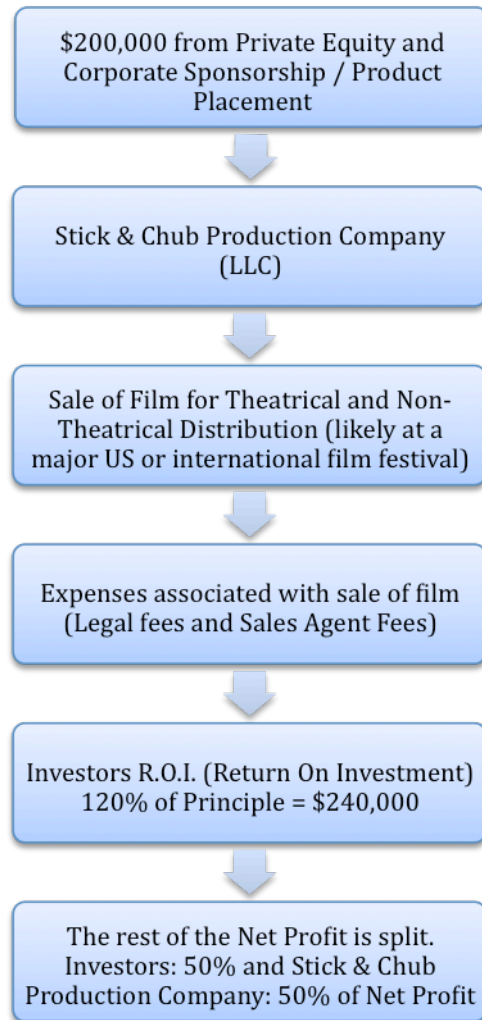 $200,000 from Private Equity and
Corporate Sponsorship / Product
Placement
Stick & Chub Production Company
(LLC)
Sale of Film for Theatrical and Non-
Theatrical Distribution (likely at a
major US or international film festival)
Expenses associated with sale of film
(Legal fees and Sales Agent Fees)
Investors R.O.I. (Return On Investment)
120% of Principle = $240,000
The rest of the Net Profit is split.
Investors: 50% and Stick & Chub
Production Company: 50% of Net Profit